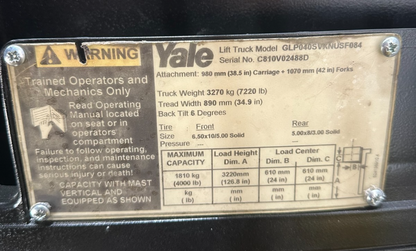 WARNING
Trained Operators and
Mechanics Only
Read Operating
Manual located
on seat or in
operators
compartment
Failure to follow operating,
inspection, and maintenance
instructions can cause
serious injury or death!
CAPACITY WITH MAST
VERTICAL AND
EQUIPPED AS SHOWN
Yale
Lift Truck Model GLP040SVKNUSF084
Serial No. C810V02488D
Attachment: 980 mm (38.5 in) Carriage + 1070 mm (42 in) Forks
Truck Weight 3270 kg (7220 lb)
Tread Width 890 mm (34.9 in)
Back Tilt 6 Degrees
Tire Front Rear
Size 6.50x10/5.00 Solid 5.00x8/3.00 Solid
Pressure ...
MAXIMUM CAPACITY Load Height Dim. A Load Center Dim. B Dim. C
1810 kg 3220mm 610 mm 610 mm
(4000 lb) (126.8 in) (24 in) (24 in)
kg mm mm mm
( lb) ( in) ( in) ( in)
A
B